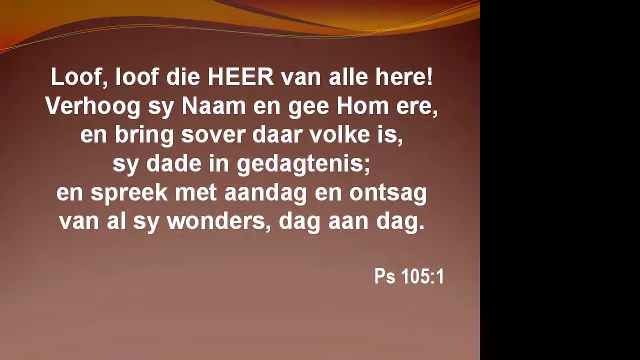 Loof, loof die HEER van alle here!
Verhoog sy Naam en gee Hom ere,
en bring sover daar volke is,
sy dade in gedagtenis;
en spreek met aandag en ontsag
van al sy wonders, dag aan dag.
Ps 105:1